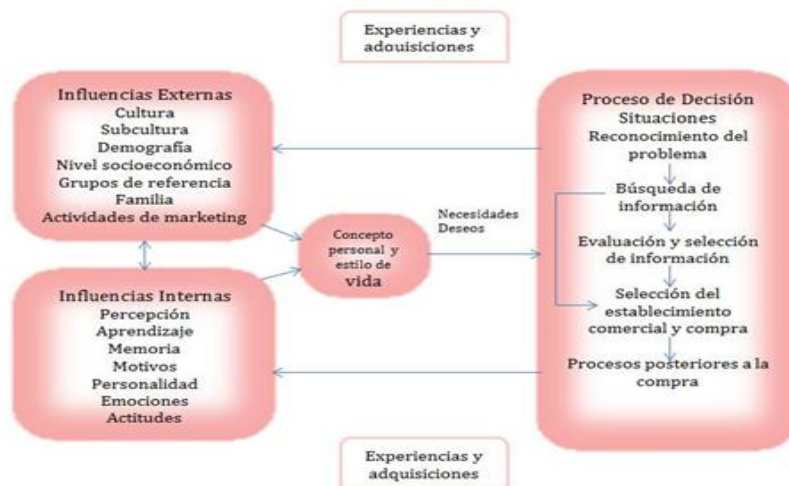 Experiencias y
adquisiciones
Influencias Externas
Cultura
Subcultura
Demografía
Nivel socioeconómico
Grupos de referencia
Familia
Actividades de marketing
Influencias Internas
Percepción
Aprendizaje
Memoria
Motivos
Personalidad
Emociones
Actitudes
Concepto
personal y
estilo de
vida
Necesidades
Deseos
Proceso de Decisión
Situaciones
Reconocimiento del
problema
Búsqueda de
información
Evaluación y selección
de información
Selección del
establecimiento
comercial y compra
Procesos posteriores a la
compra
Experiencias y
adquisiciones